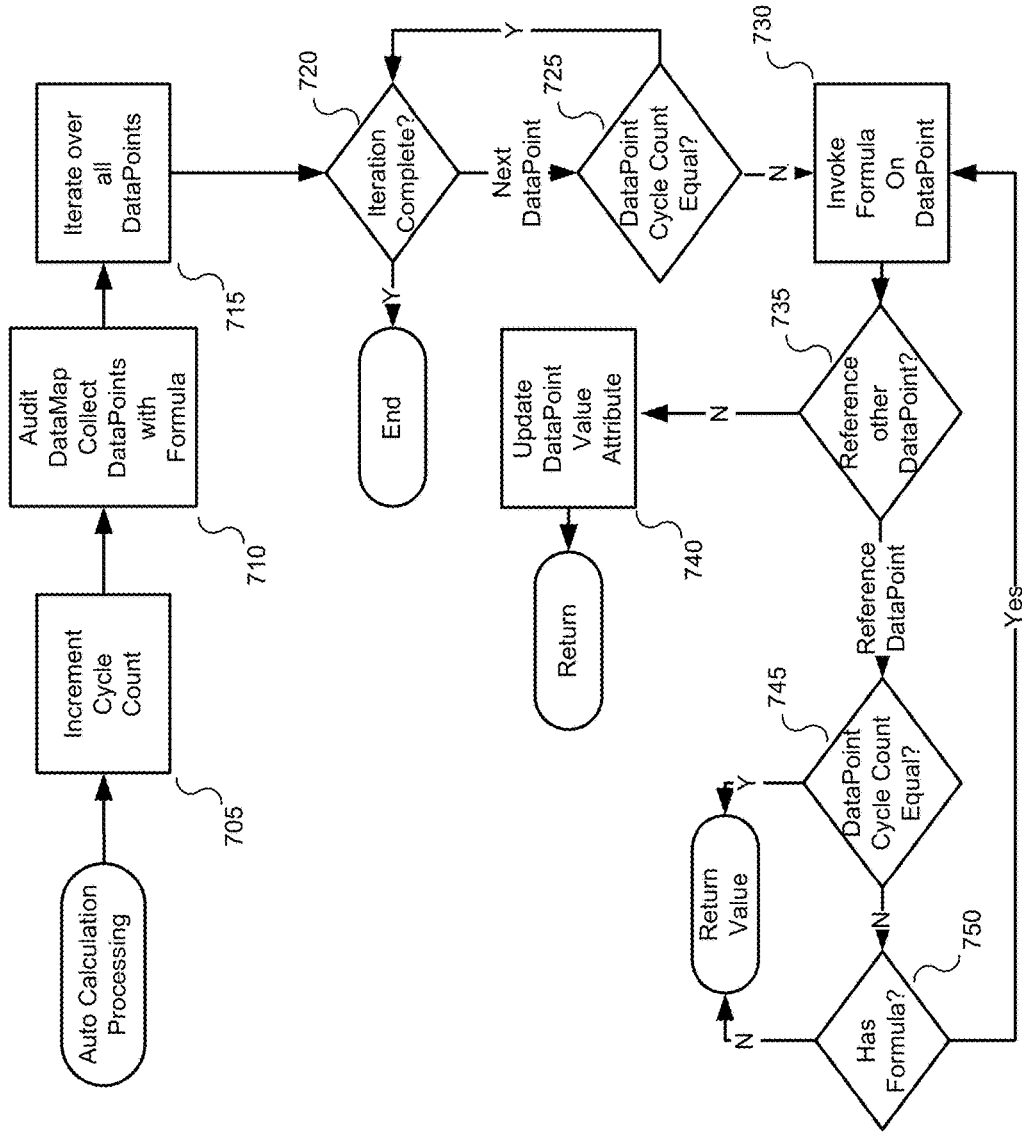 Auto Calculation
Processing
705
Increment
Cycle
Count
710
Audit
DataMap
Collect
DataPoints
with
Formula
715
Iterate over
all
DataPoints
720
Iteration
Complete?
Y
End
Next
DataPoint
725
DataPoint
Cycle Count
Equal?
Y
N
730
Invoke
Formula
On
DataPoint
735
Reference
other
DataPoint?
N
Update
DataPoint
Value
Attribute
740
Return
Reference
DataPoint
745
DataPoint
Cycle Count
Equal?
Y
Return
Value
N
750
Has
Formula?
N
Yes